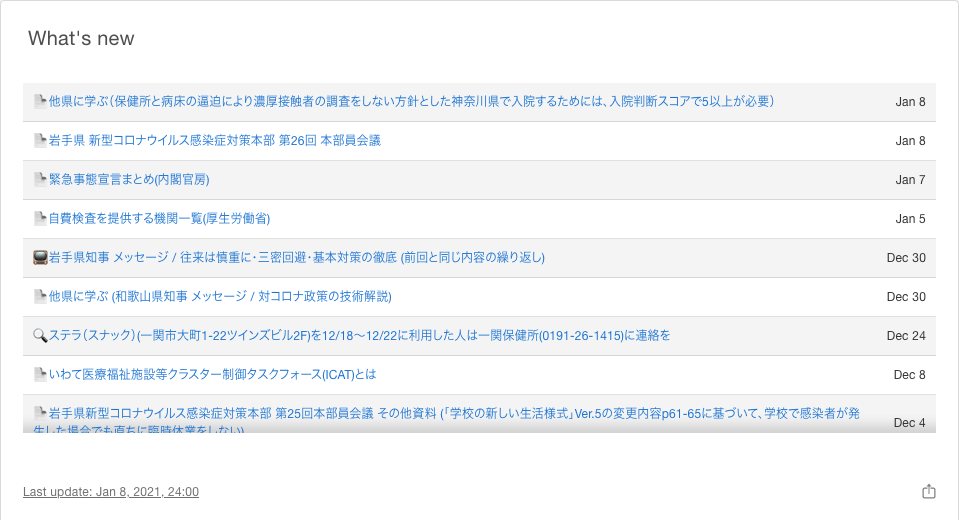 What's new
他県に学ぶ（保健所と病床の逼迫により濃厚接触者の調査をしない方針とした神奈川県で入院するためには、入院判断スコアで5以上が必要） Jan 8
岩手県 新型コロナウイルス感染症対策本部 第26回 本部員会議 Jan 8
緊急事態宣言まとめ(内閣官房) Jan 7
自費検査を提供する機関一覧(厚生労働省) Jan 5
岩手県知事 メッセージ / 往来は慎重に・三密回避・基本対策の徹底 (前回と同じ内容の繰り返し) Dec 30
他県に学ぶ (和歌山県知事 メッセージ / 対コロナ政策の技術解説) Dec 30
ステラ（スナック）(一関市大町1-22ツインズビル2F)を12/18〜12/22に利用した人は一関保健所(0191-26-1415)に連絡を Dec 24
いわて医療福祉施設等クラスター制御タスクフォース(ICAT)とは Dec 8
岩手県新型コロナウイルス感染症対策本部 第25回本部員会議 その他資料 (「学校の新しい生活様式」Ver.5の変更内容p61-65に基づいて、学校で感染者が発 Dec 4
生した場合でも直ちに臨時休業をしない)
Last update: Jan 8, 2021, 24:00